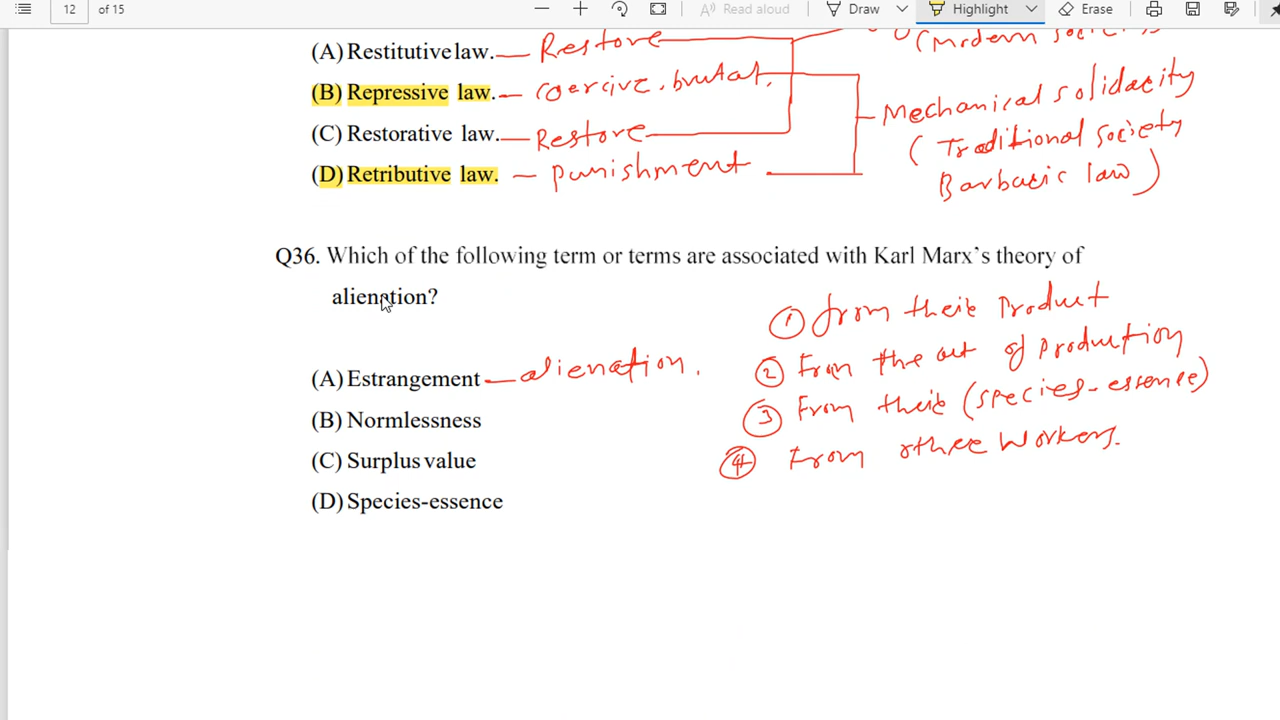 12 of 15 Read aloud Draw Highlight Erase
(Modern
(A) Restitutive law. — Restore
(B) Repressive law. — coercive, brutal,
Mechanical solidarity
(C) Restorative law. — Restore
(Traditional society
(D) Retributive law. — Punishment
Barbaric law)
Q36. Which of the following term or terms are associated with Karl Marx's theory of
alienation?
① from their Product
② From the act of Production
(A) Estrangement — alienation.
③ From their (species-essence)
(B) Normlessness
④ From other workers.
(C) Surplus value
(D) Species-essence